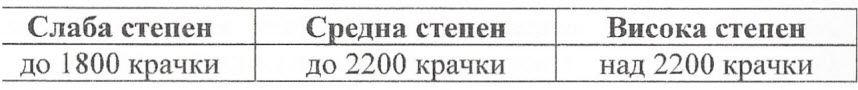 Слаба степен Средна степен Висока степен
до 1800 крачки до 2200 крачки над 2200 крачки